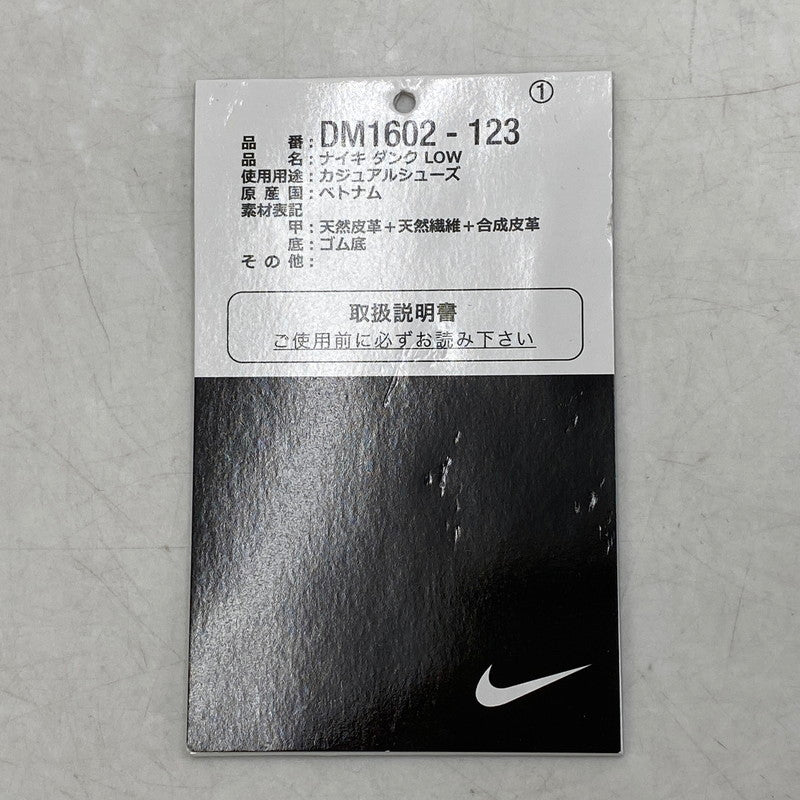 ①
品番：DM1602 - 123
品名：ナイキ ダンク LOW
使用用途：カジュアルシューズ
原産国：ベトナム
素材表記
甲：天然皮革＋天然繊維＋合成皮革
底：ゴム底
その他：
取扱説明書
ご使用前に必ずお読み下さい